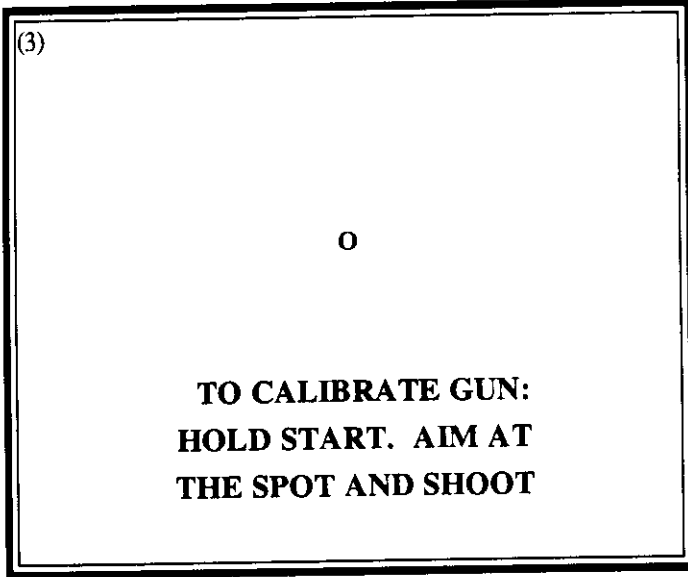 (3)
O
TO CALIBRATE GUN:
HOLD START. AIM AT
THE SPOT AND SHOOT